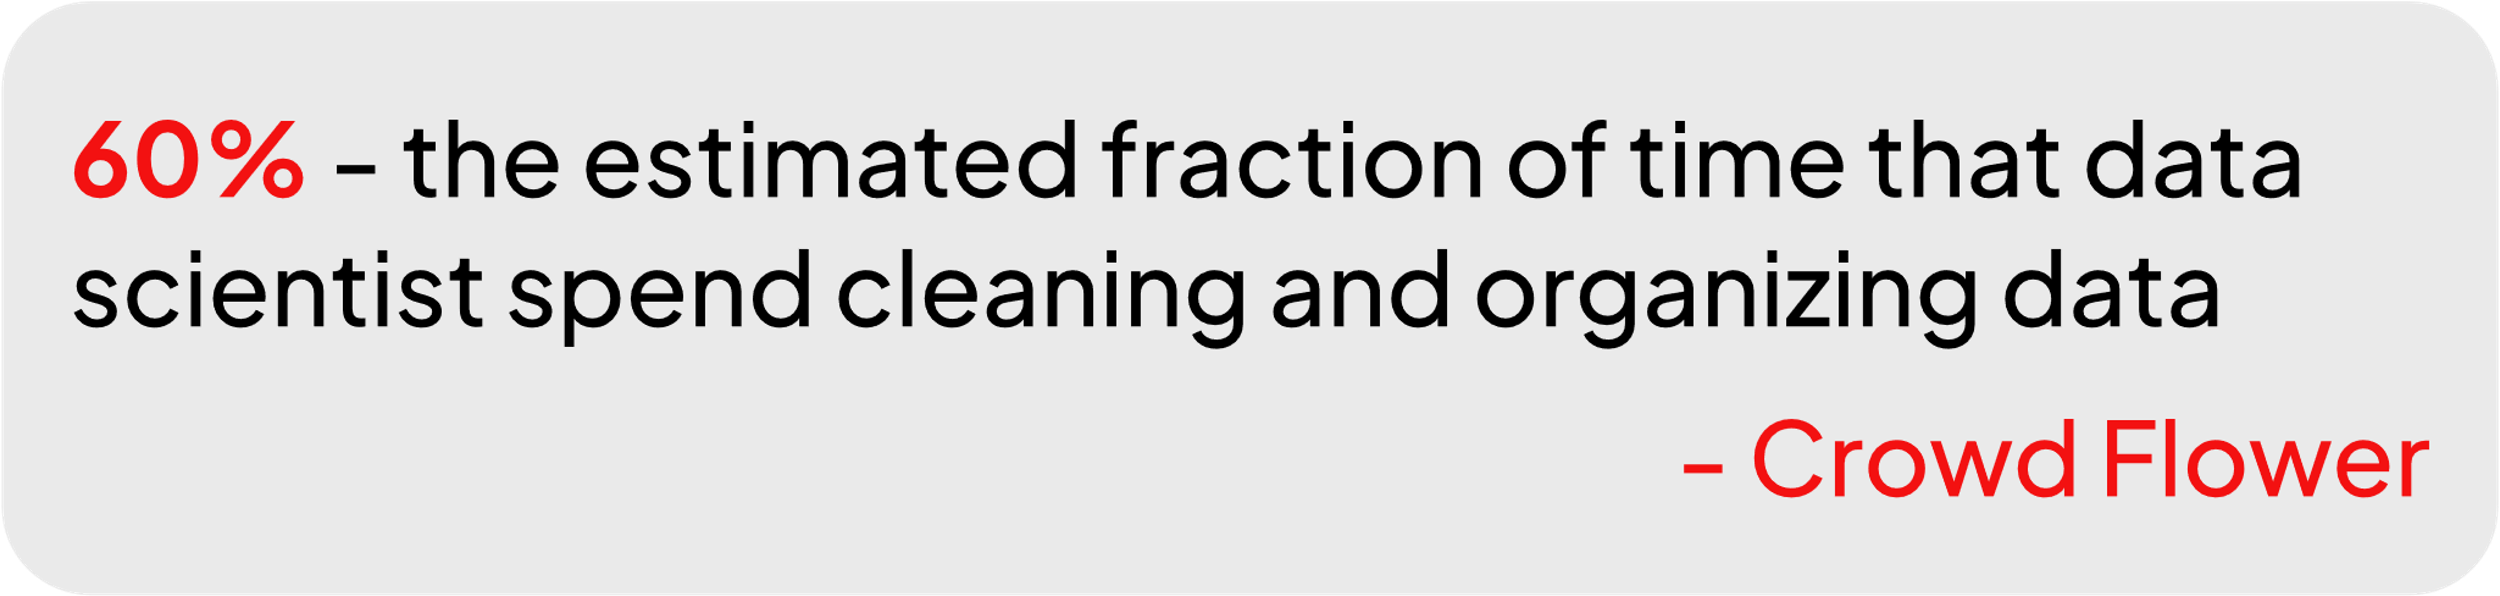 60% – the estimated fraction of time that data
scientist spend cleaning and organizing data
– Crowd Flower